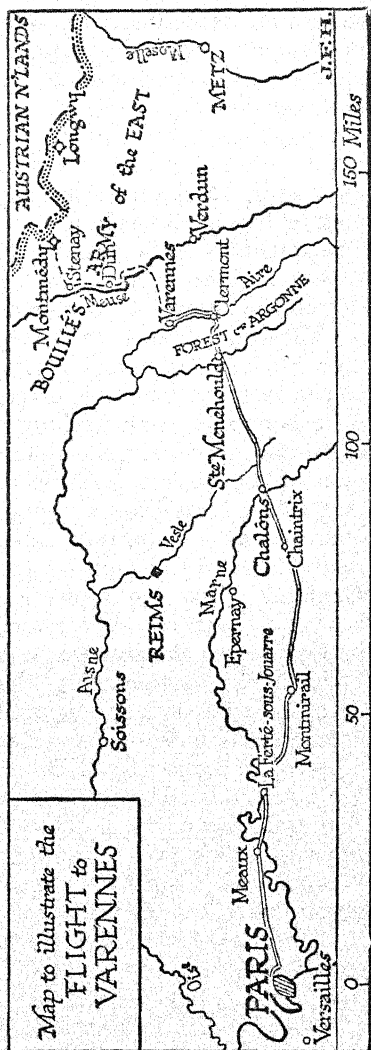 Map to illustrate the
FLIGHT to
VARENNES
Oise
Aisne
Soissons
REIMS
Vesle
Marne
Epernay
Meaux
PARIS
Versailles
La Ferté-sous-Jouarre
Montmirail
Chaintrix
Chalóns
Ste Menehould
FOREST of ARGONNE
Clermont
Aire
Varennes
Verdun
Montmédy
Stenay
Dun
Meuse
BOUILLÉ'S ARMY of the EAST
AUSTRIAN N'LANDS
Longwy
Moselle
METZ
J.F.H.
0 50 100 150 Miles